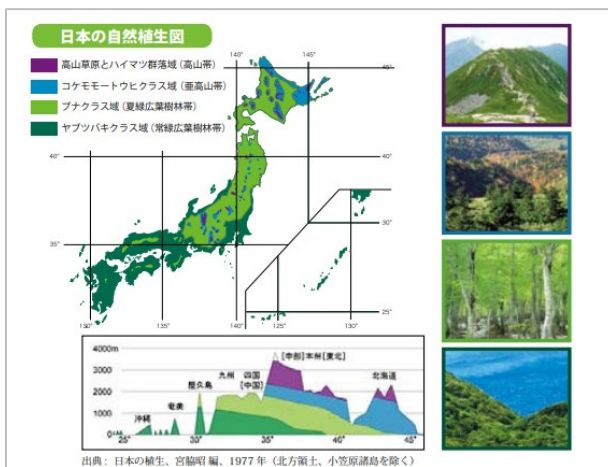 日本の自然植生図
高山草原とハイマツ群落域(高山帯)
コケモモートウヒクラス域(亜高山帯)
ブナクラス域(夏緑広葉樹林帯)
ヤブツバキクラス域(常緑広葉樹林帯)
140°
145°
45°
40°
40°
35°
35°
30°
25°
130°
135°
140°
125°
130°
4000m
3000
2000
1000
0
沖縄
奄美
屋久島
九州
四国
[中国]
[中部]本州[東北]
北海道
25°
30°
35°
40°
45°
出典:日本の植生、宮脇昭 編、1977年(北方領土、小笠原諸島を除く)